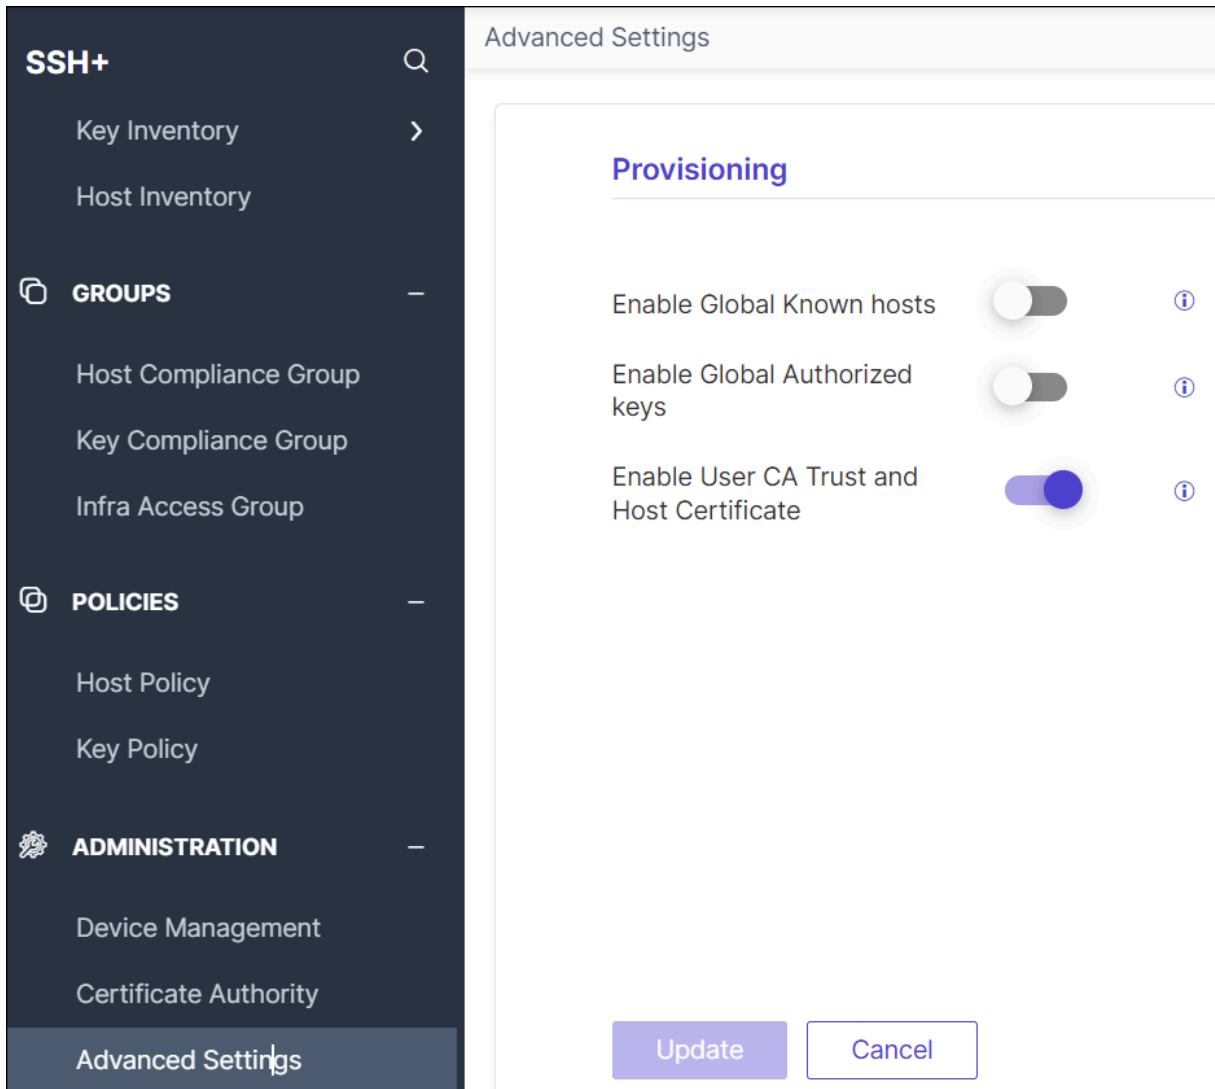 SSH+
Key Inventory
Host Inventory
GROUPS
Host Compliance Group
Key Compliance Group
Infra Access Group
POLICIES
Host Policy
Key Policy
ADMINISTRATION
Device Management
Certificate Authority
Advanced Settings
Advanced Settings
Provisioning
Enable Global Known hosts
Enable Global Authorized
keys
Enable User CA Trust and
Host Certificate
Update
Cancel